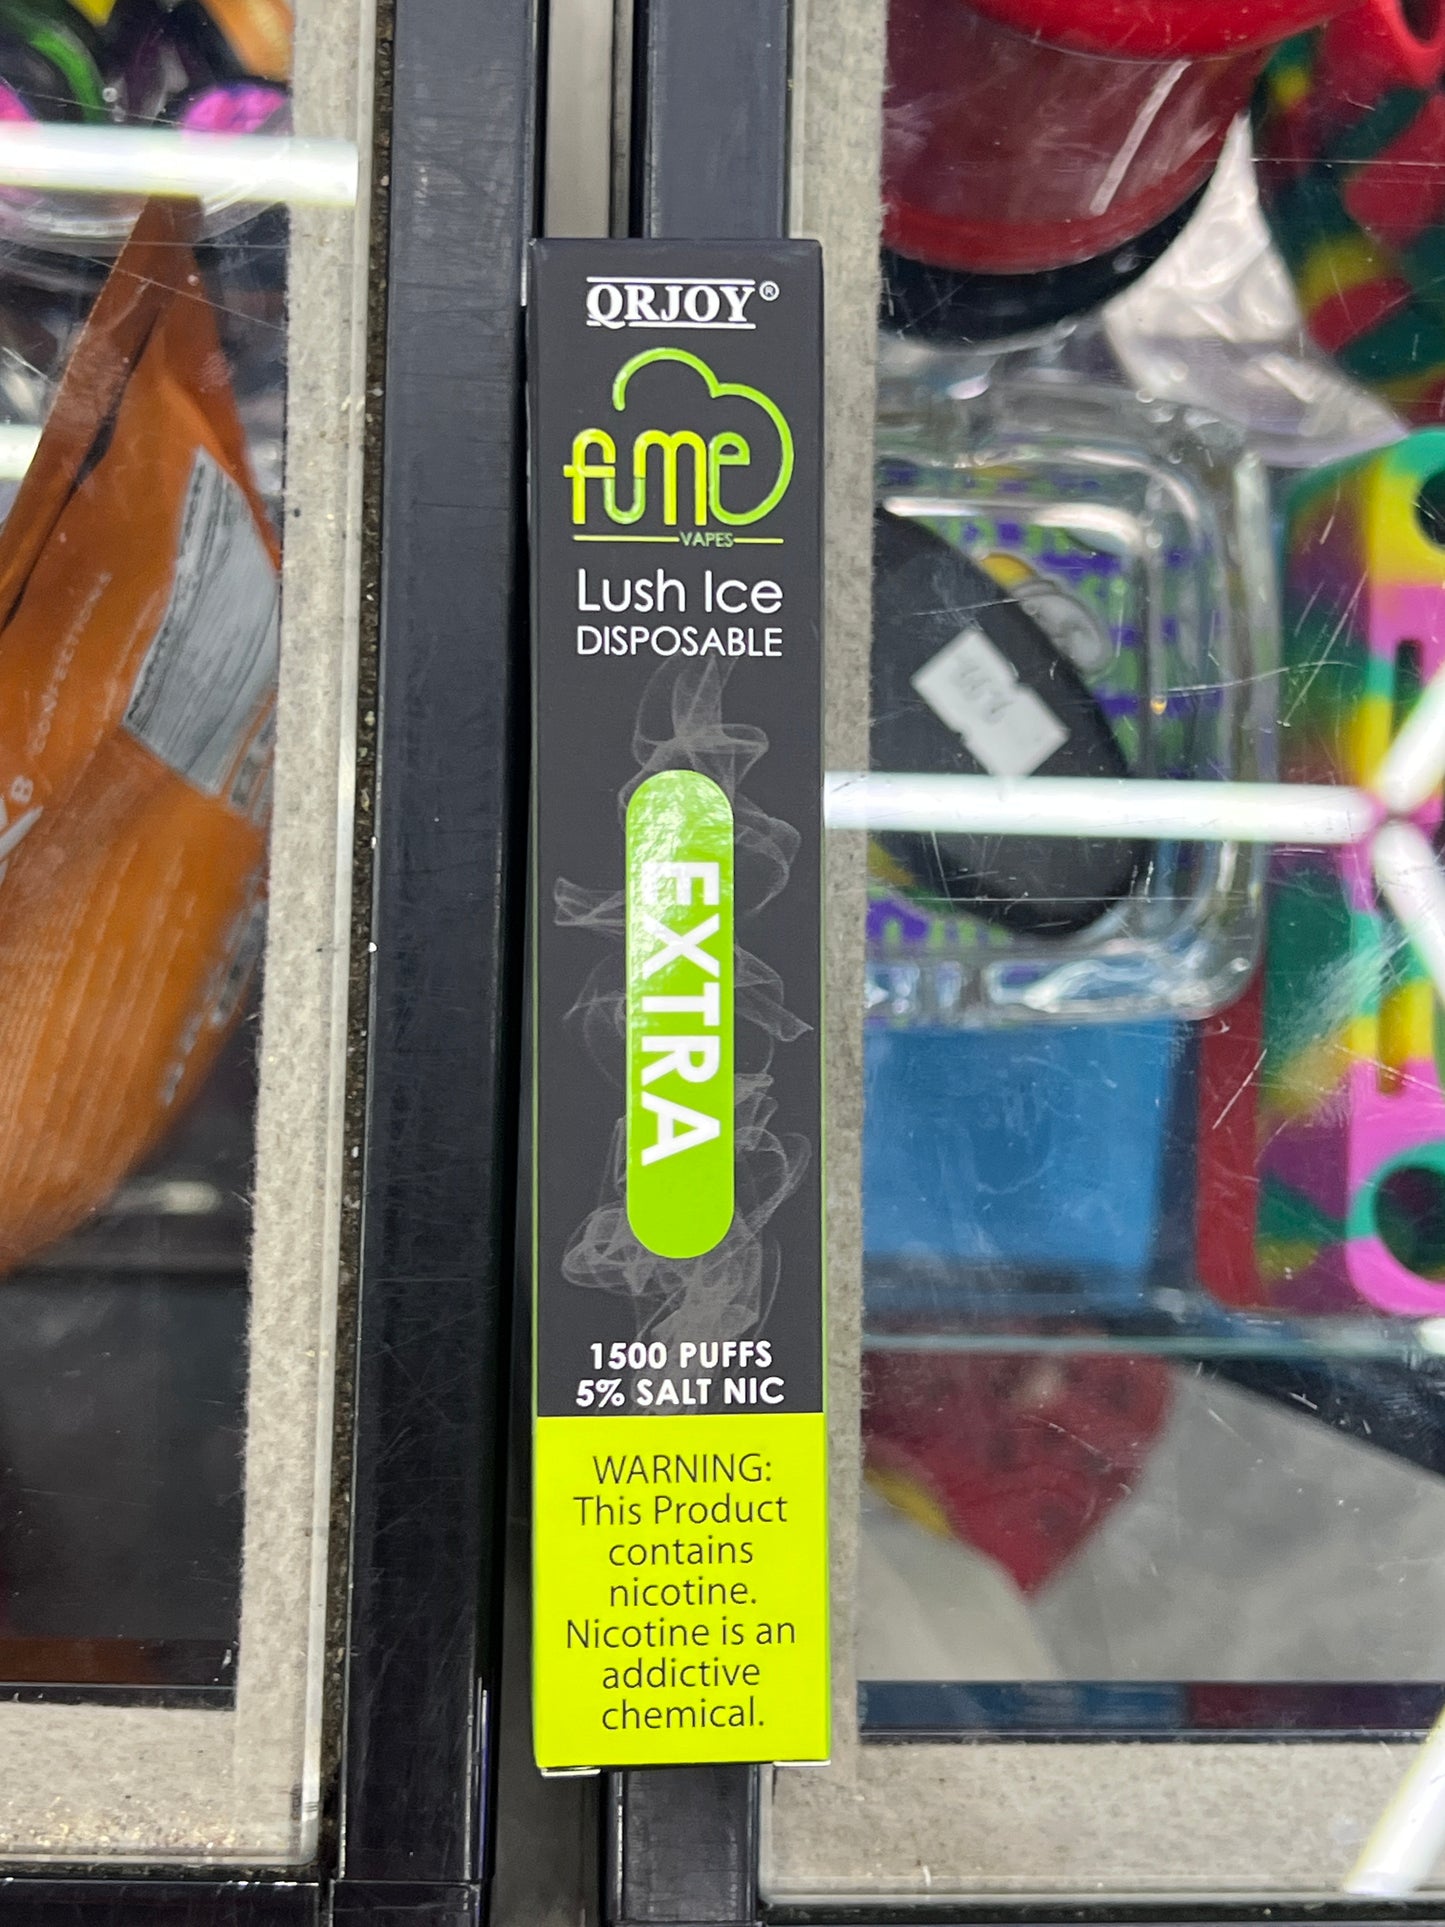 QRJOY®
fume
VAPES
Lush Ice
DISPOSABLE
EXTRA
1500 PUFFS
5% SALT NIC
WARNING:
This Product
contains
nicotine.
Nicotine is an
addictive
chemical.